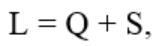 L = Q + S,